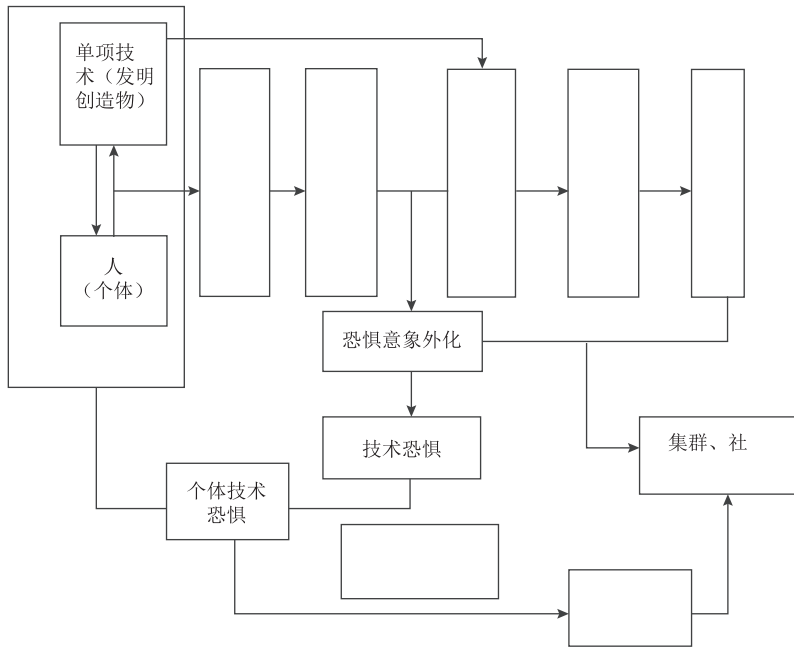 单项技
术（发明
创造物）
人
（个体）
恐惧意象外化
技术恐惧
集群、社
个体技术
恐惧